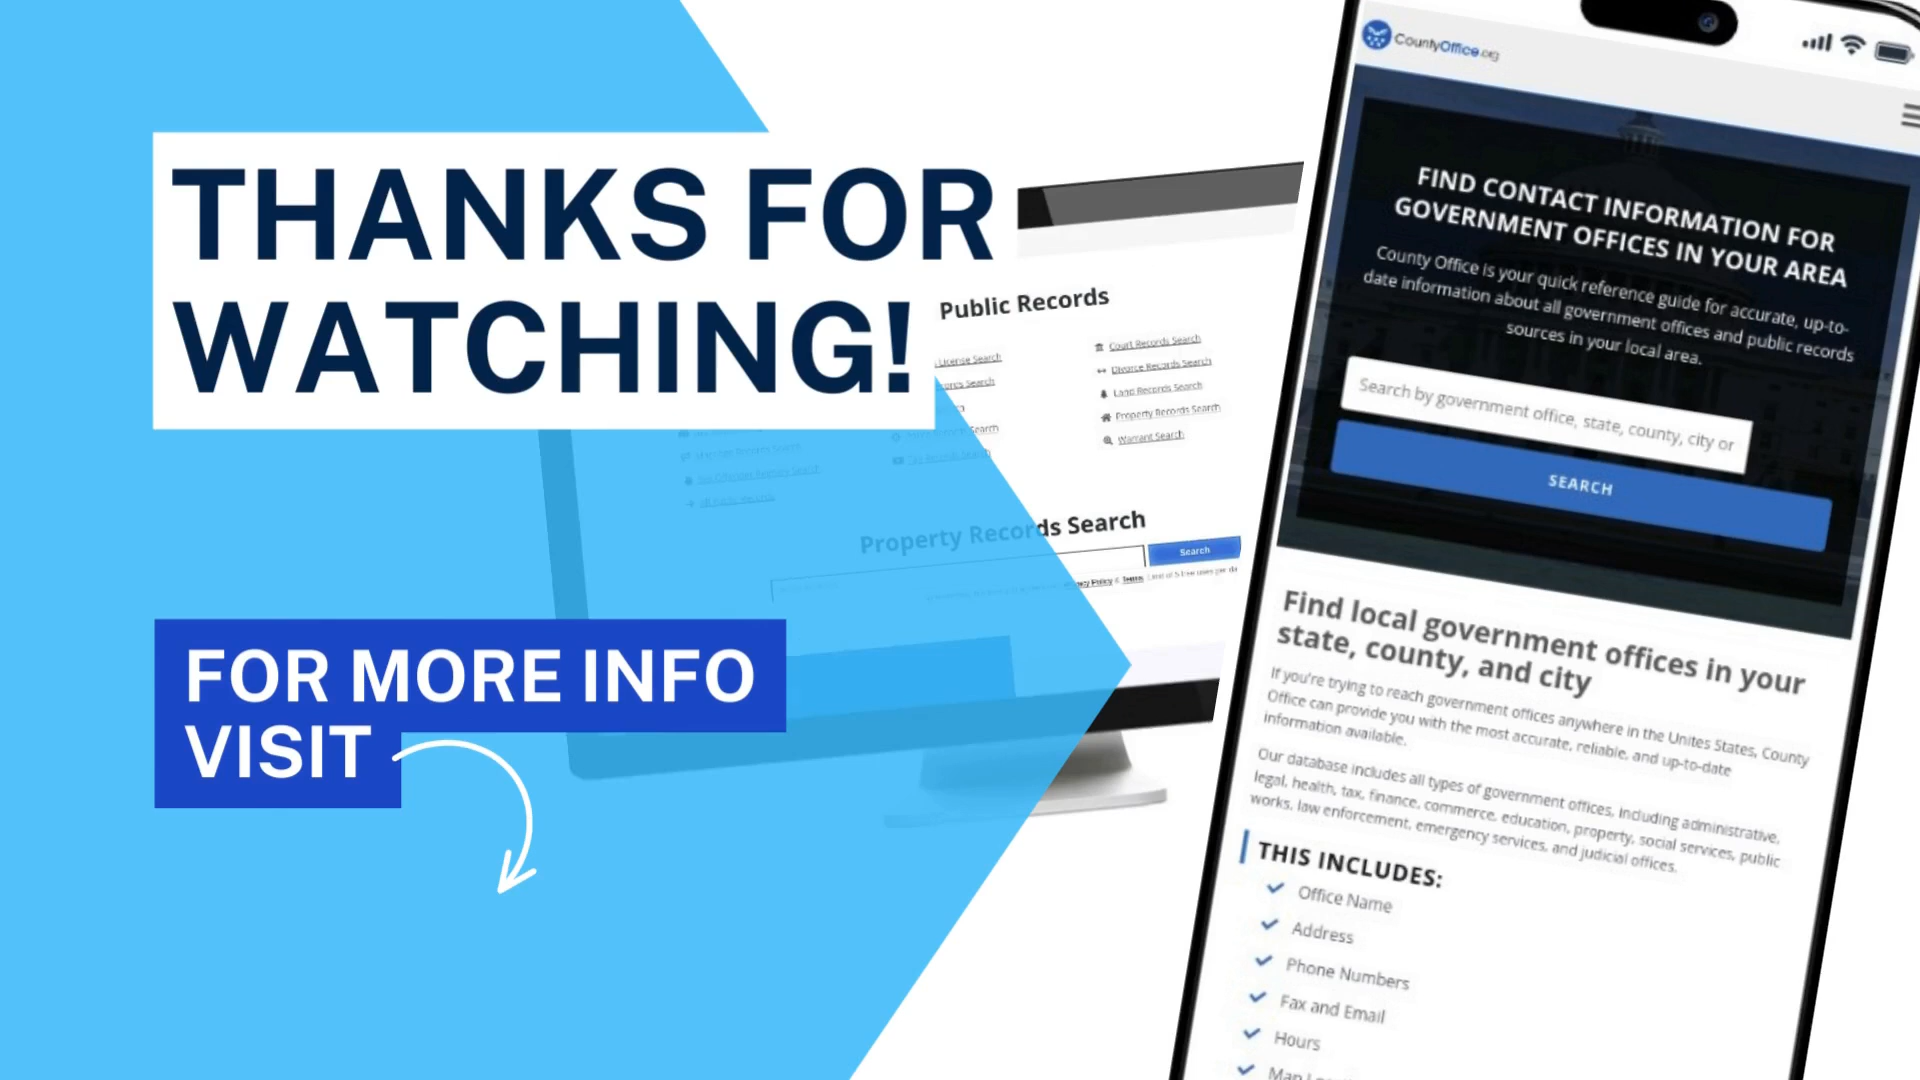 THANKS FOR
WATCHING!
FOR MORE INFO
VISIT
Public Records
License Search
Search
Search
Court Records Search
Divorce Records Search
Land Records Search
Property Records Search
Warrant Search
Property Records Search
Search
Policy & Terms
CountyOffice.org
FIND CONTACT INFORMATION FOR
GOVERNMENT OFFICES IN YOUR AREA
County Office is your quick reference guide for accurate, up-to-
date information about all government offices and public records
sources in your local area.
Search by government office, state, county, city or
SEARCH
Find local government offices in your
state, county, and city
If you're trying to reach government offices anywhere in the Unites States, County
Office can provide you with the most accurate, reliable, and up-to-date
information available.
Our database includes all types of government offices, including administrative,
legal, health, tax, finance, commerce, education, property, social services, public
works, law enforcement, emergency services, and judicial offices.
THIS INCLUDES:
Office Name
Address
Phone Numbers
Fax and Email
Hours